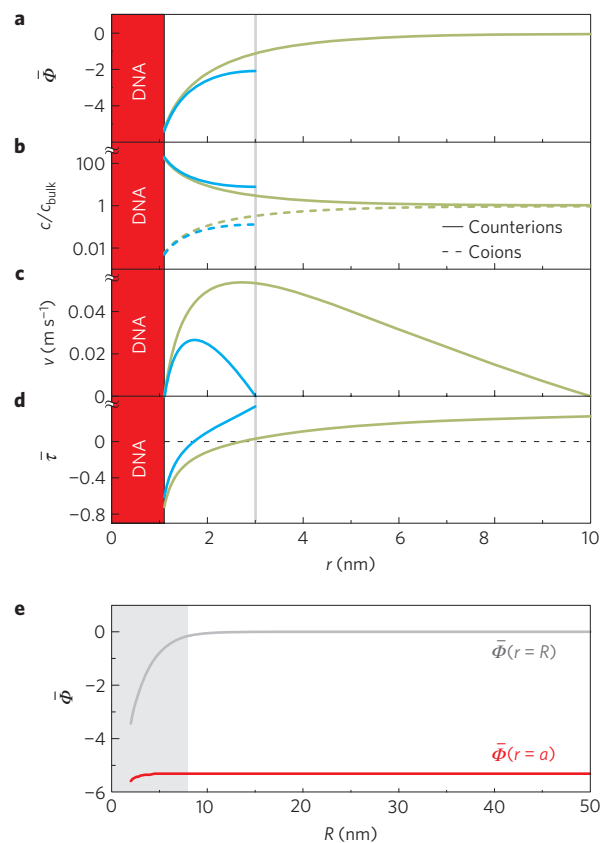 a
0
−2
−4
Φ̄
DNA
b
100
1
0.01
c/c_bulk
DNA
Counterions
Coions
c
0.04
0.02
0
v (m s⁻¹)
DNA
d
0
−0.4
−0.8
τ̄
DNA
0 2 4 6 8 10
r (nm)
e
0
−2
−4
−6
Φ̄
Φ̄(r = R)
Φ̄(r = a)
0 10 20 30 40 50
R (nm)